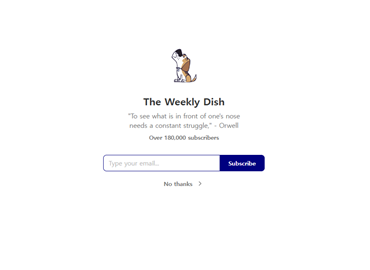 The Weekly Dish
"To see what is in front of one's nose
needs a constant struggle," - Orwell
Over 180,000 subscribers
Type your email...
Subscribe
No thanks >